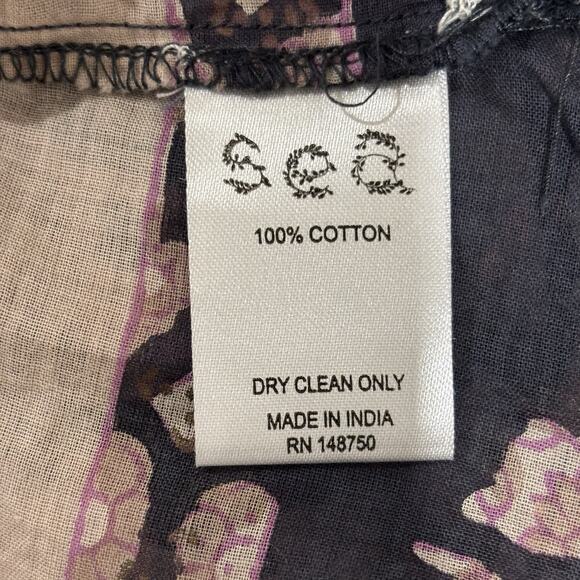 Sea
100% COTTON
DRY CLEAN ONLY
MADE IN INDIA
RN 148750